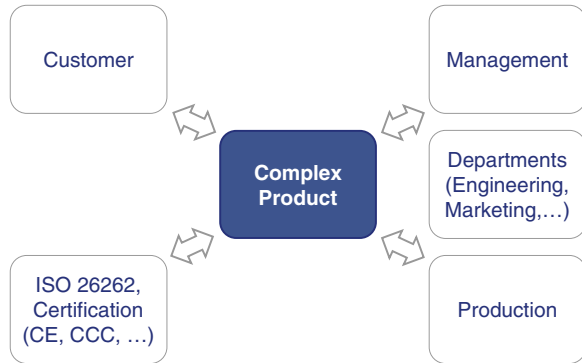 Customer
Management
Complex
Product
Departments
(Engineering,
Marketing,…)
ISO 26262,
Certification
(CE, CCC, …)
Production